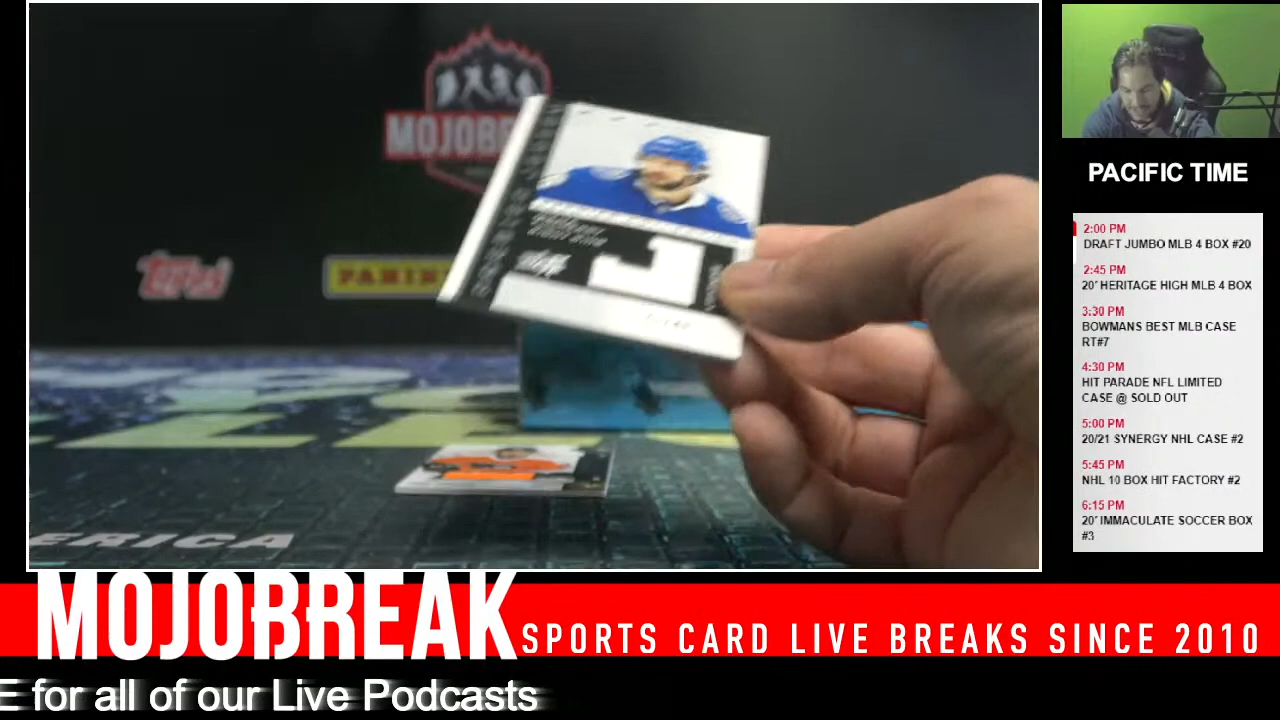 MOJOBREAK
Topps
PANINI
ERICA
PACIFIC TIME
2:00 PM
DRAFT JUMBO MLB 4 BOX #20
2:45 PM
20' HERITAGE HIGH MLB 4 BOX
3:30 PM
BOWMANS BEST MLB CASE
RT#7
4:30 PM
HIT PARADE NFL LIMITED
CASE @ SOLD OUT
5:00 PM
20/21 SYNERGY NHL CASE #2
5:45 PM
NHL 10 BOX HIT FACTORY #2
6:15 PM
20' IMMACULATE SOCCER BOX
#3
MOJOBREAK
SPORTS CARD LIVE BREAKS SINCE 2010
E for all of our Live Podcasts